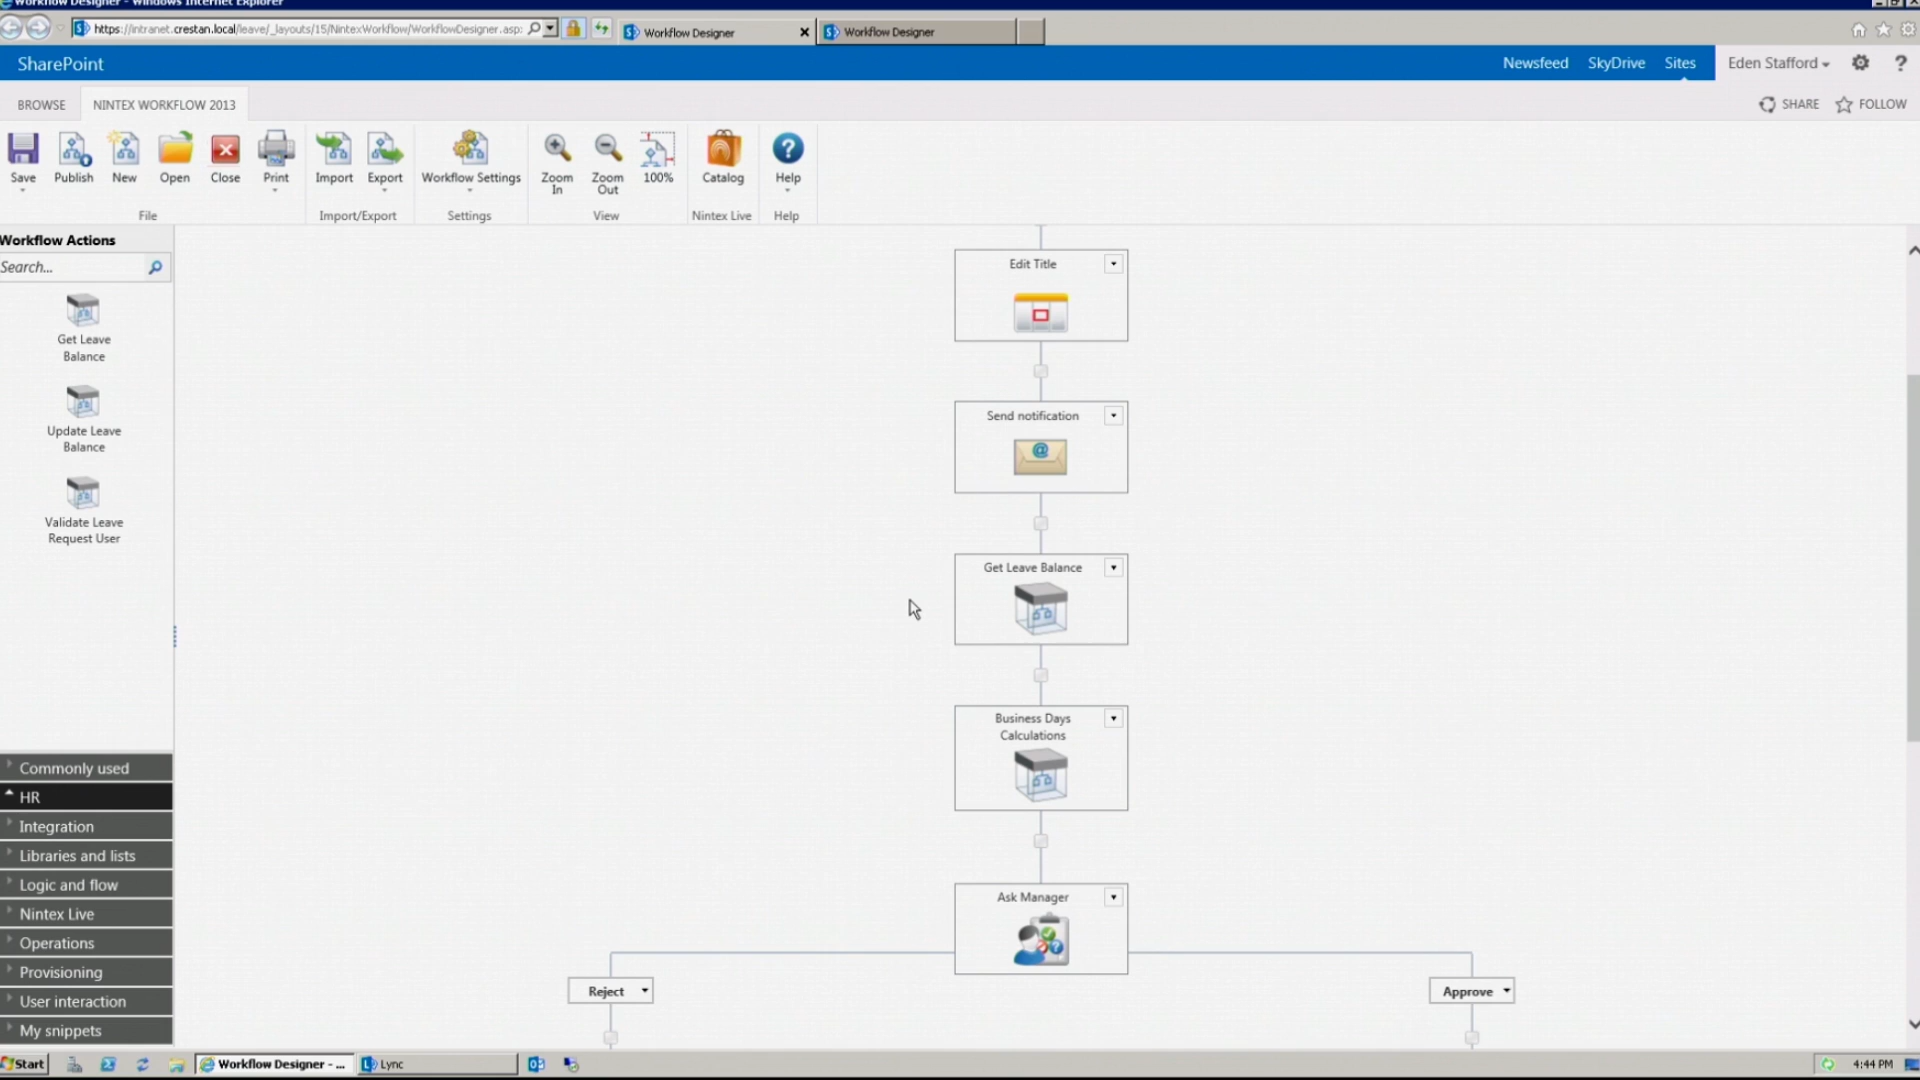 Workflow Designer - Windows Internet Explorer
https://intranet.crestan.local/leave/_layouts/15/NintexWorkflow/WorkflowDesigner.asp:
Workflow Designer
Workflow Designer
SharePoint
Newsfeed SkyDrive Sites
Eden Stafford
?
BROWSE
NINTEX WORKFLOW 2013
SHARE
FOLLOW
Save
Publish
New
Open
Close
Print
Import
Export
Workflow Settings
Zoom
In
Zoom
Out
100%
Catalog
Help
File
Import/Export
Settings
View
Nintex Live
Help
Workflow Actions
Search...
Get Leave
Balance
Update Leave
Balance
Validate Leave
Request User
Commonly used
HR
Integration
Libraries and lists
Logic and flow
Nintex Live
Operations
Provisioning
User interaction
My snippets
Edit Title
Send notification
Get Leave Balance
Business Days
Calculations
Ask Manager
Reject
Approve
Start
Workflow Designer - ...
Lync
4:44 PM